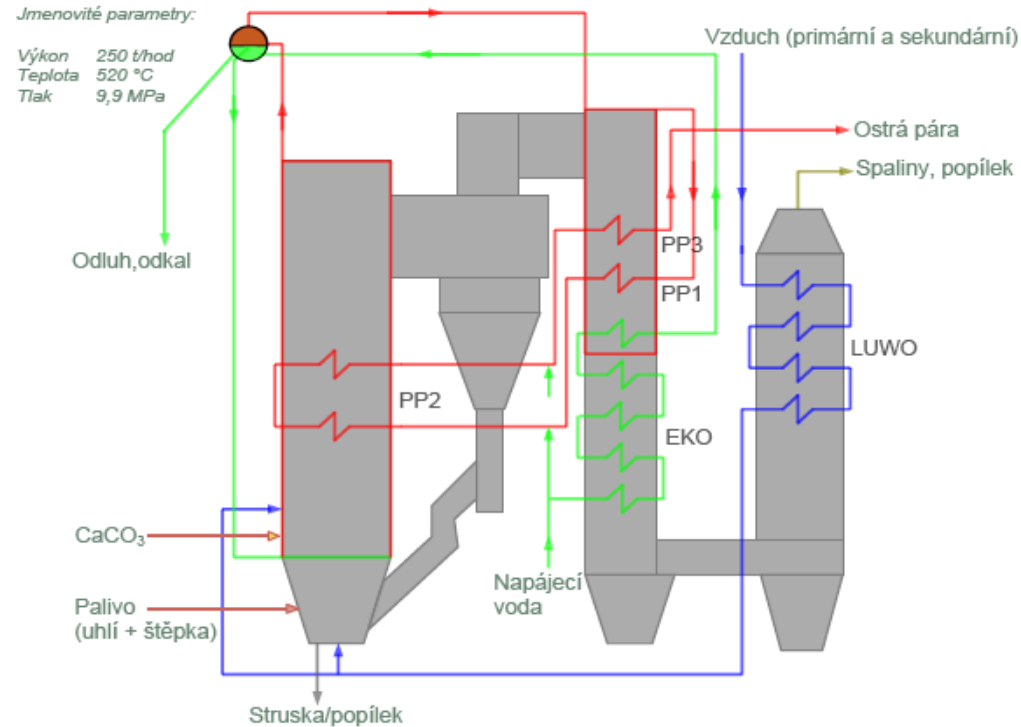 Jmenovité parametry:
Výkon 250 t/hod
Teplota 520 °C
Tlak 9,9 MPa
Vzduch (primární a sekundární)
Ostrá pára
Spaliny, popílek
Odluh,odkal
PP3
PP1
LUWO
PP2
EKO
CaCO₃
Napájecí
voda
Palivo
(uhlí + štěpka)
Struska/popílek